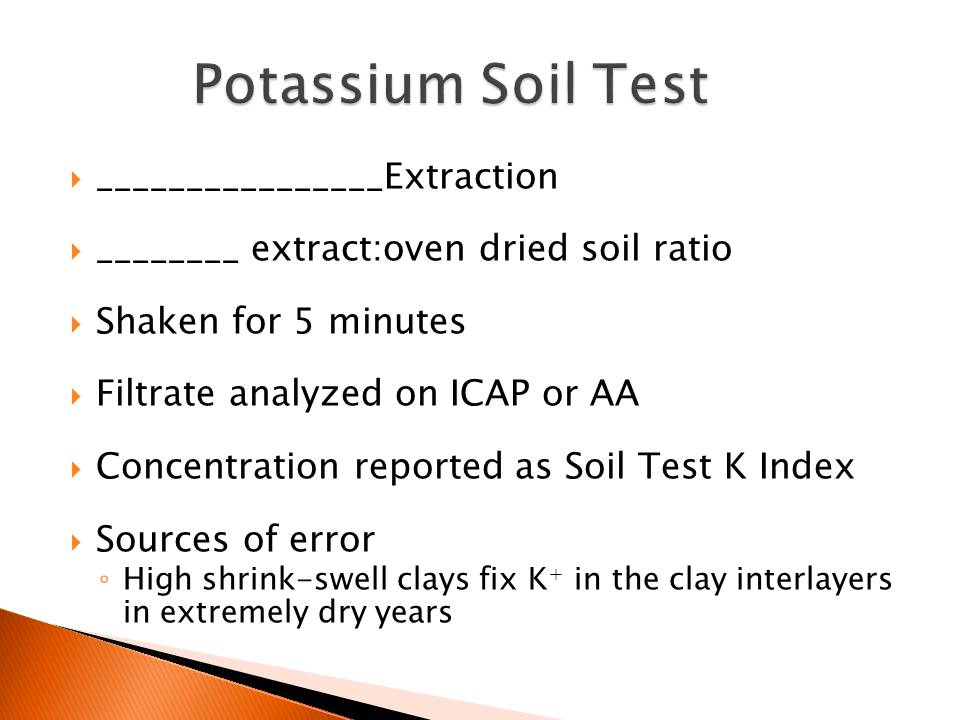 Potassium Soil Test
________________Extraction
________ extract:oven dried soil ratio
Shaken for 5 minutes
Filtrate analyzed on ICAP or AA
Concentration reported as Soil Test K Index
Sources of error
High shrink-swell clays fix K⁺ in the clay interlayers
in extremely dry years